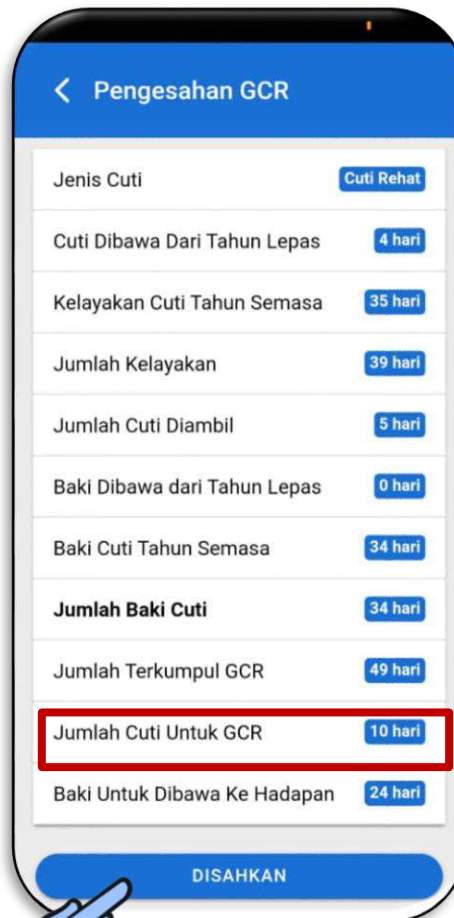 Pengesahan GCR
Jenis Cuti Cuti Rehat
Cuti Dibawa Dari Tahun Lepas 4 hari
Kelayakan Cuti Tahun Semasa 35 hari
Jumlah Kelayakan 39 hari
Jumlah Cuti Diambil 5 hari
Baki Dibawa dari Tahun Lepas 0 hari
Baki Cuti Tahun Semasa 34 hari
Jumlah Baki Cuti 34 hari
Jumlah Terkumpul GCR 49 hari
Jumlah Cuti Untuk GCR 10 hari
Baki Untuk Dibawa Ke Hadapan 24 hari
DISAHKAN